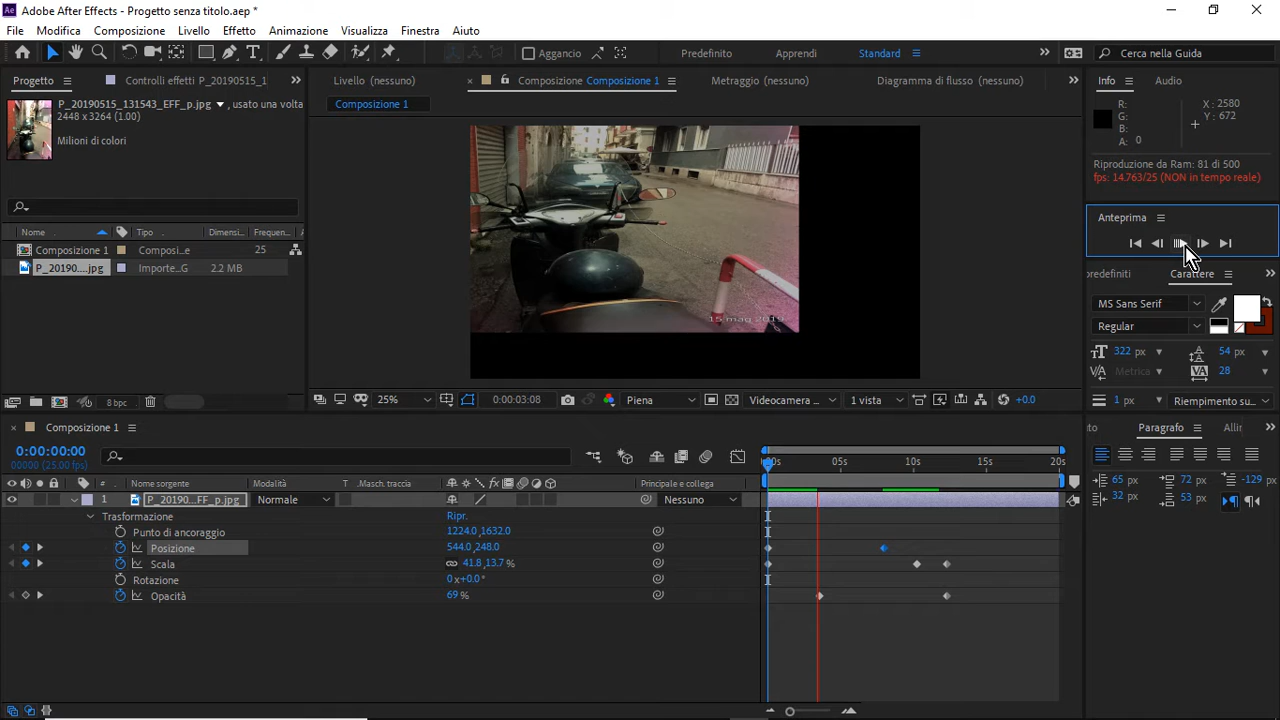 Adobe After Effects - Progetto senza titolo.aep *
File Modifica Composizione Livello Effetto Animazione Visualizza Finestra Aiuto
Aggancio Predefinito Apprendi Standard Cerca nella Guida
Progetto Controlli effetti P_20190515_1 Livello (nessuno) Composizione Composizione 1 Metraggio (nessuno) Diagramma di flusso (nessuno) Info Audio
P_20190515_131543_EFF_p.jpg , usato una volta
2448 x 3264 (1.00)
Milioni di colori
Composizione 1
R: X : 2580
G: Y : 672
B:
A: 0
Riproduzione da Ram: 81 di 500
fps: 14.763/25 (NON in tempo reale)
Anteprima
Nome Tipo Dimensi... Frequen...
Composizione 1 Composi...e 25
P_20190....jpg Importe...G 2.2 MB
15 mag 2019
predefiniti Carattere
MS Sans Serif
Regular
322 px 54 px
Metrica 28
1 px Riempimento su...
8 bpc
25% 0:00:03:08 Piena Videocamera ... 1 vista +0.0
Composizione 1
to Paragrafo Alli
65 px 72 px -129 px
32 px 53 px
0:00:00:00
00000 (25.00 fps)
:00s 05s 10s 15s 20s
# Nome origine Modalità T .Masch. traccia Principale e collega
1 P_20190...FF_p.jpg Normale Nessuno
Trasformazione Ripr.
Punto di ancoraggio 1224.0,1632.0
Posizione 544.0,248.0
Scala 41.8,13.7 %
Rotazione 0 x+0.0 °
Opacità 69 %